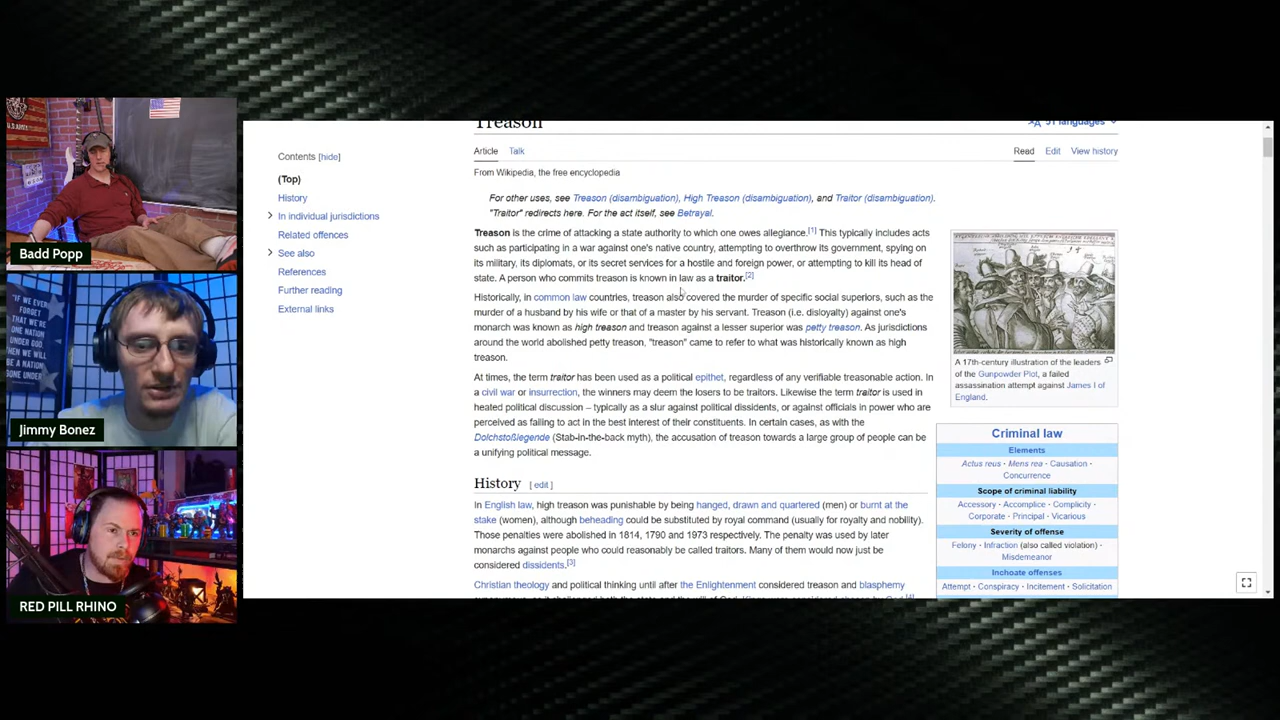 Treason
51 languages
Contents [hide]
(Top)
History
In individual jurisdictions
Related offences
See also
References
Further reading
External links
Article Talk
Read Edit View history
From Wikipedia, the free encyclopedia
For other uses, see Treason (disambiguation), High Treason (disambiguation), and Traitor (disambiguation).
"Traitor" redirects here. For the act itself, see Betrayal.
Treason is the crime of attacking a state authority to which one owes allegiance.[1] This typically includes acts
such as participating in a war against one's native country, attempting to overthrow its government, spying on
its military, its diplomats, or its secret services for a hostile and foreign power, or attempting to kill its head of
state. A person who commits treason is known in law as a traitor.[2]
Historically, in common law countries, treason also covered the murder of specific social superiors, such as the
murder of a husband by his wife or that of a master by his servant. Treason (i.e. disloyalty) against one's
monarch was known as high treason and treason against a lesser superior was petty treason. As jurisdictions
around the world abolished petty treason, "treason" came to refer to what was historically known as high
treason.
At times, the term traitor has been used as a political epithet, regardless of any verifiable treasonable action. In
a civil war or insurrection, the winners may deem the losers to be traitors. Likewise the term traitor is used in
heated political discussion – typically as a slur against political dissidents, or against officials in power who are
perceived as failing to act in the best interest of their constituents. In certain cases, as with the
Dolchstoßlegende (Stab-in-the-back myth), the accusation of treason towards a large group of people can be
a unifying political message.
History [ edit ]
In English law, high treason was punishable by being hanged, drawn and quartered (men) or burnt at the
stake (women), although beheading could be substituted by royal command (usually for royalty and nobility).
Those penalties were abolished in 1814, 1790 and 1973 respectively. The penalty was used by later
monarchs against people who could reasonably be called traitors. Many of them would now just be
considered dissidents.[3]
Christian theology and political thinking until after the Enlightenment considered treason and blasphemy
A 17th-century illustration of the leaders
of the Gunpowder Plot, a failed
assassination attempt against James I of
England.
Criminal law
Elements
Actus reus · Mens rea · Causation ·
Concurrence
Scope of criminal liability
Accessory · Accomplice · Complicity ·
Corporate · Principal · Vicarious
Severity of offense
Felony · Infraction (also called violation) ·
Misdemeanor
Inchoate offenses
Attempt · Conspiracy · Incitement · Solicitation
Badd Popp
IF WE EVER
FORGET
THAT WE'RE
ONE NATION
UNDER GOD,
THEN WE WILL
BE A NATION
GONE UNDER
Jimmy Bonez
RED PILL RHINO